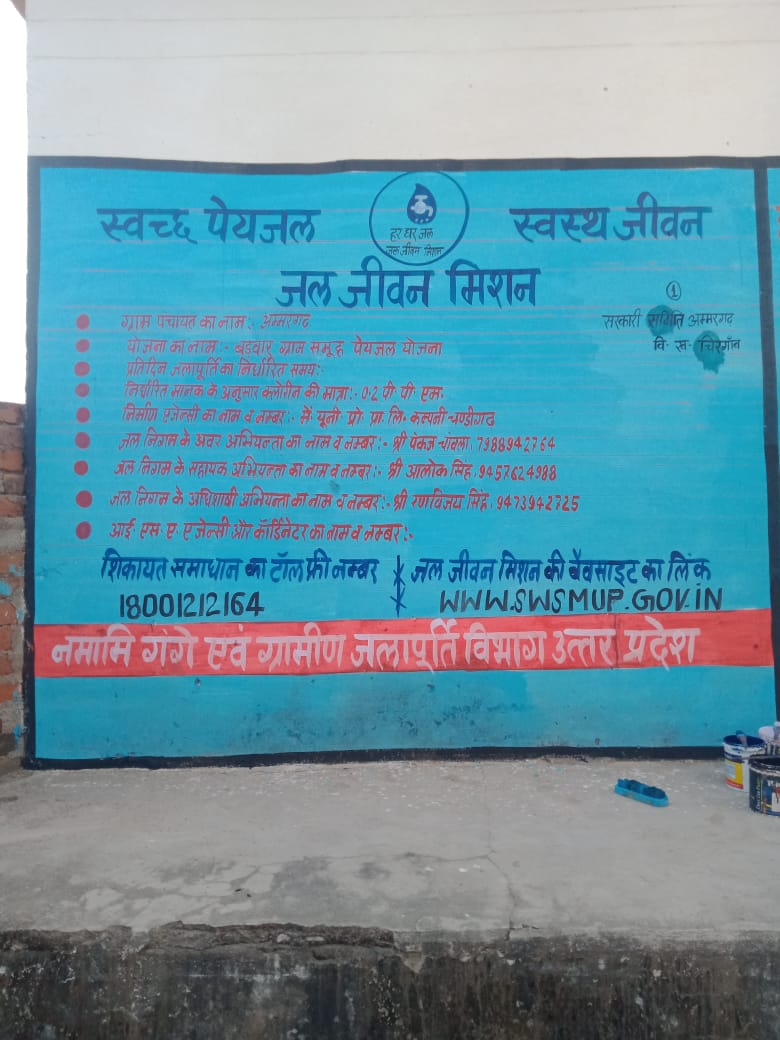 स्वच्छ पेयजल
हर घर जल
जल जीवन मिशन
स्वस्थ जीवन
जल जीवन मिशन
1
सरकारी समिति अम्मरगढ़
वि. ख. चिरगाँव
ग्राम पंचायत का नाम:- अम्मरगढ़
योजना का नाम:- बुढवार ग्राम समूह पेयजल योजना
प्रतिदिन जलापूर्ति का निर्धारित समय:-
निर्धारित मानक के अनुसार क्लोरीन की मात्रा:- 0.2 पी पी एम.
निर्माण एजेन्सी का नाम व नम्बर:- मै. यूनी प्रो. प्रा. लि. कम्पनी चण्डीगढ
जल निगम के अवर अभियन्ता का नाम व नम्बर:- श्री पंकज चावला, 7988942764
जल निगम के सहायक अभियन्ता का नाम व नम्बर:- श्री आलोक सिंह, 9457624988
जल निगम के अधिशाषी अभियन्ता का नाम व नम्बर:- श्री रणविजय सिंह, 9473942725
आई. एस. ए. एजेन्सी और कॉर्डिनेटर का नाम व नम्बर:-
शिकायत समाधान का टॉल फ्री नम्बर
18001212164
जल जीवन मिशन की वेबसाइट का लिंक
WWW.SWSMUP.GOV.IN
नमामि गंगे एवं ग्रामीण जलापूर्ति विभाग उत्तर प्रदेश